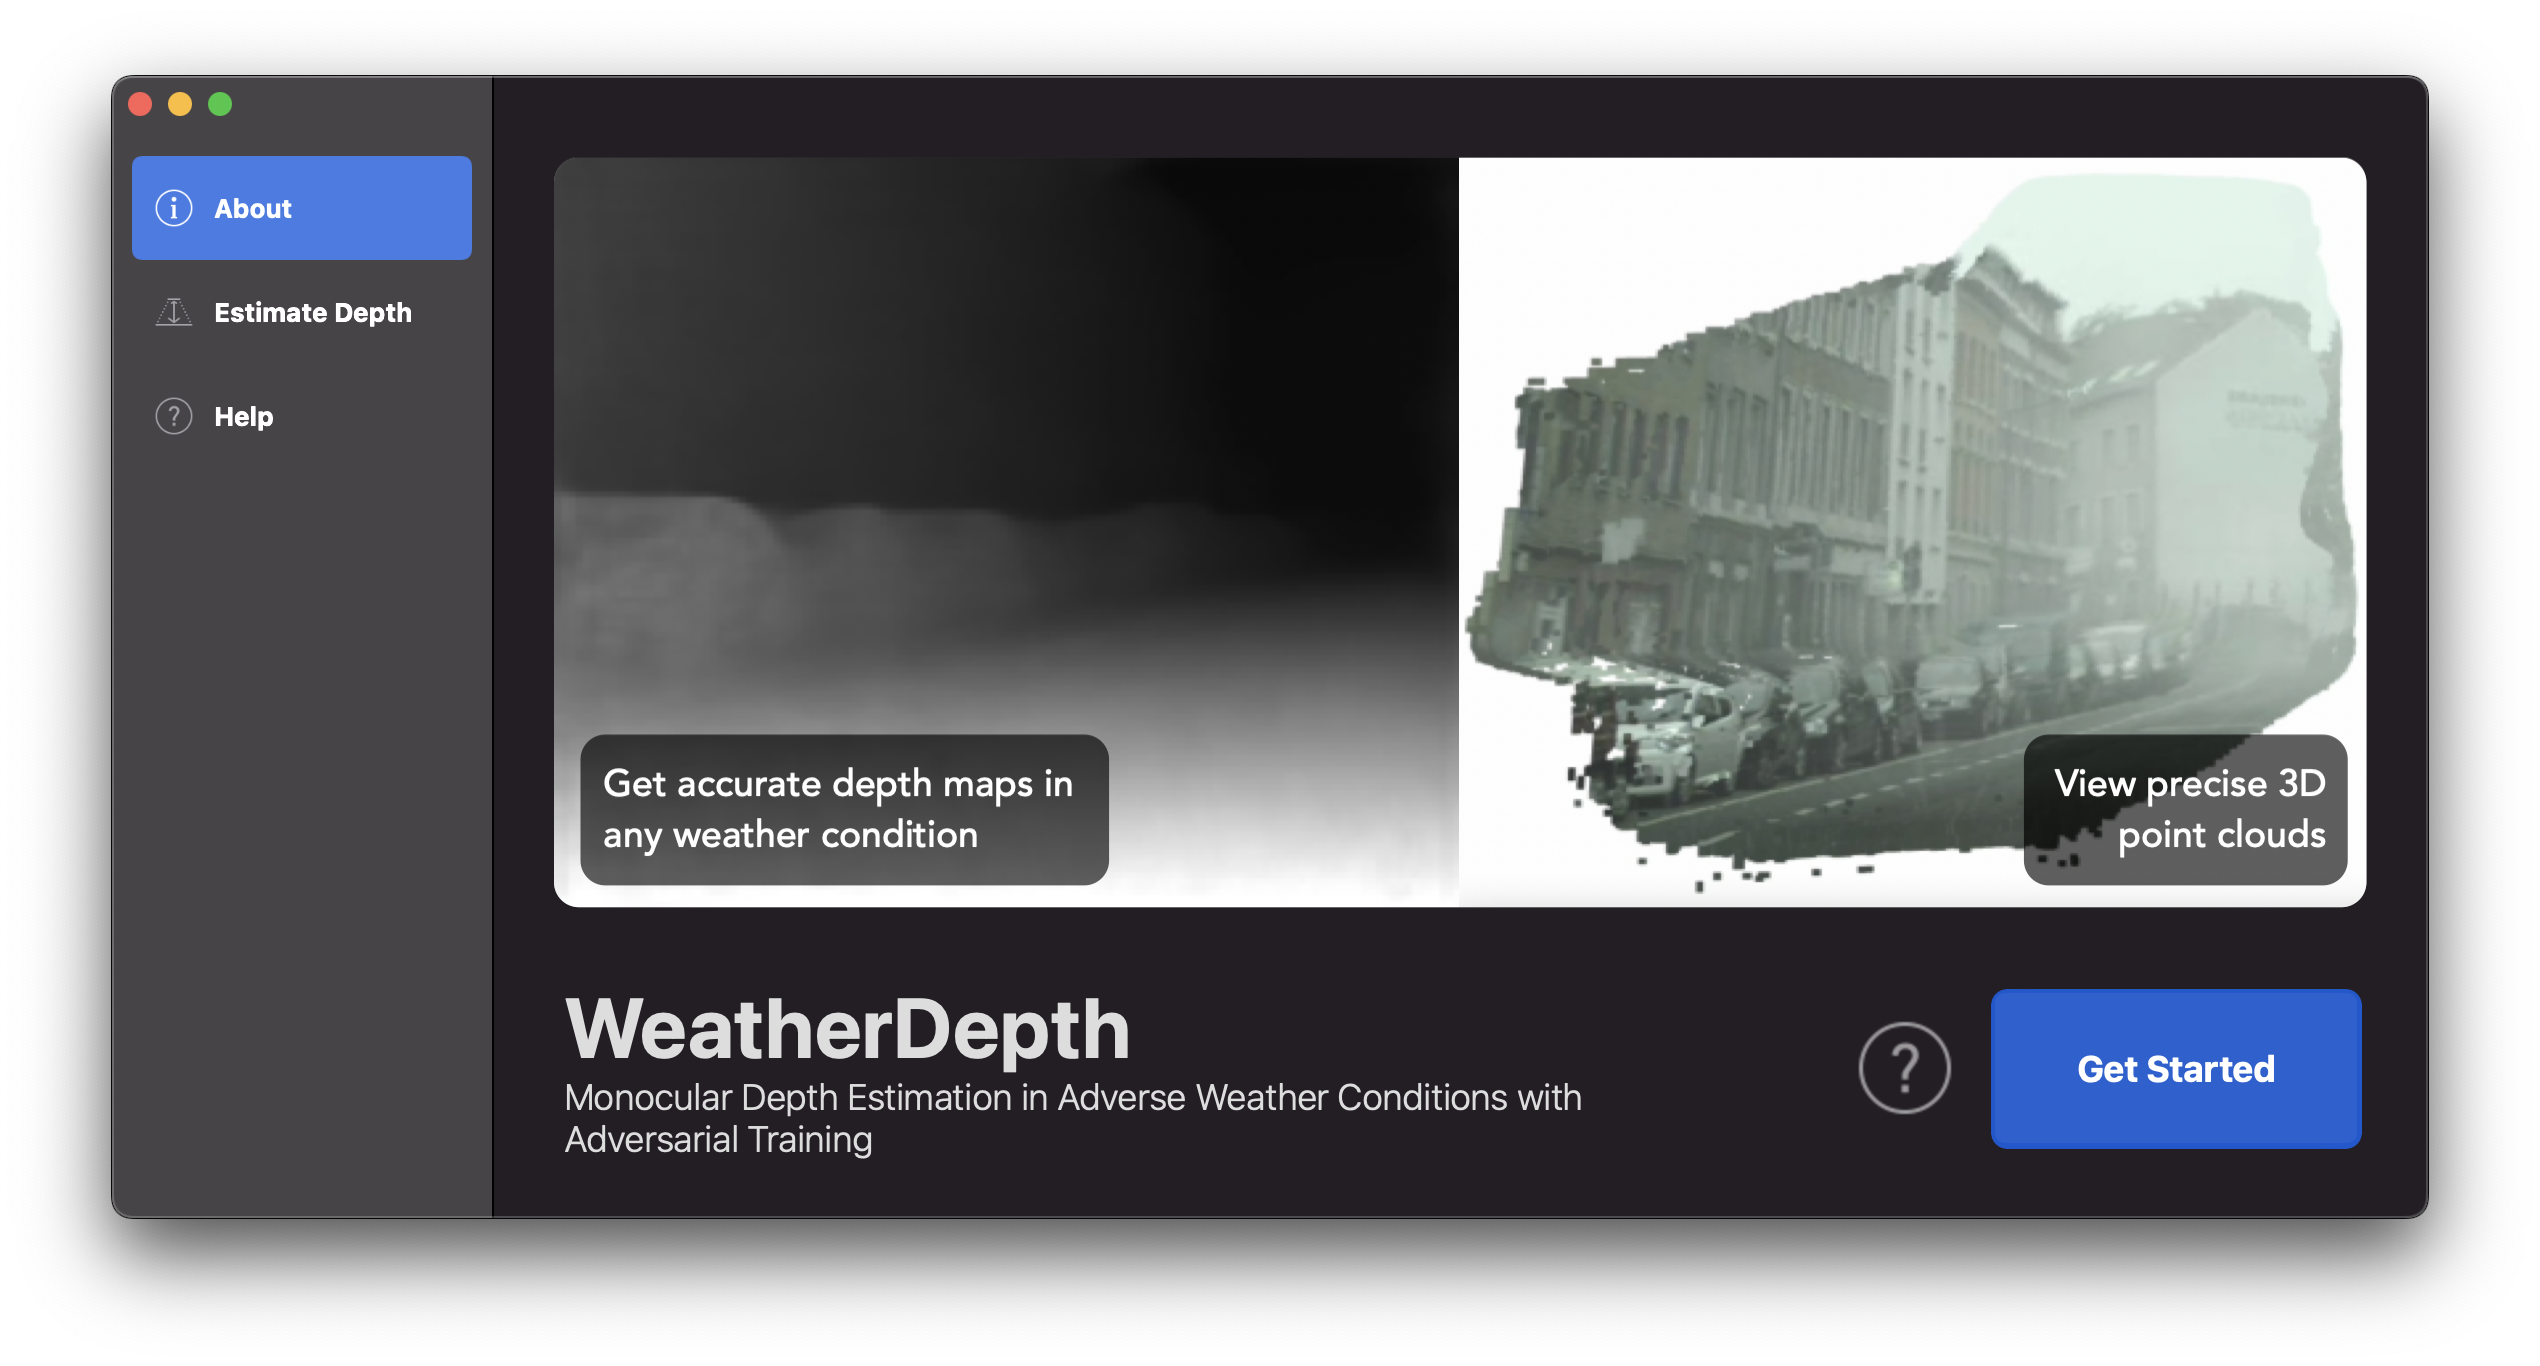 About
Estimate Depth
Help
Get accurate depth maps in
any weather condition
View precise 3D
point clouds
WeatherDepth
Monocular Depth Estimation in Adverse Weather Conditions with
Adversarial Training
?
Get Started